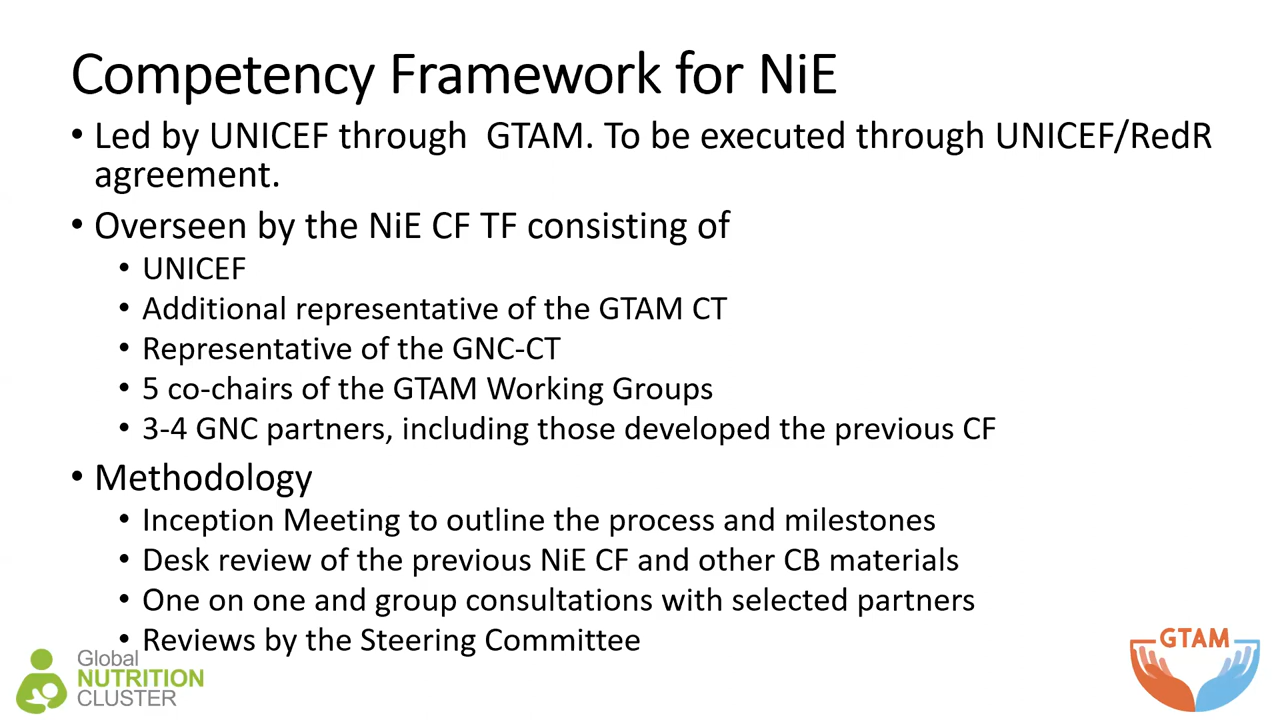 Competency Framework for NiE
• Led by UNICEF through  GTAM. To be executed through UNICEF/RedR
agreement.
• Overseen by the NiE CF TF consisting of
• UNICEF
• Additional representative of the GTAM CT
• Representative of the GNC-CT
• 5 co-chairs of the GTAM Working Groups
• 3-4 GNC partners, including those developed the previous CF
• Methodology
• Inception Meeting to outline the process and milestones
• Desk review of the previous NiE CF and other CB materials
• One on one and group consultations with selected partners
• Reviews by the Steering Committee
Global
NUTRITION
CLUSTER
GTAM